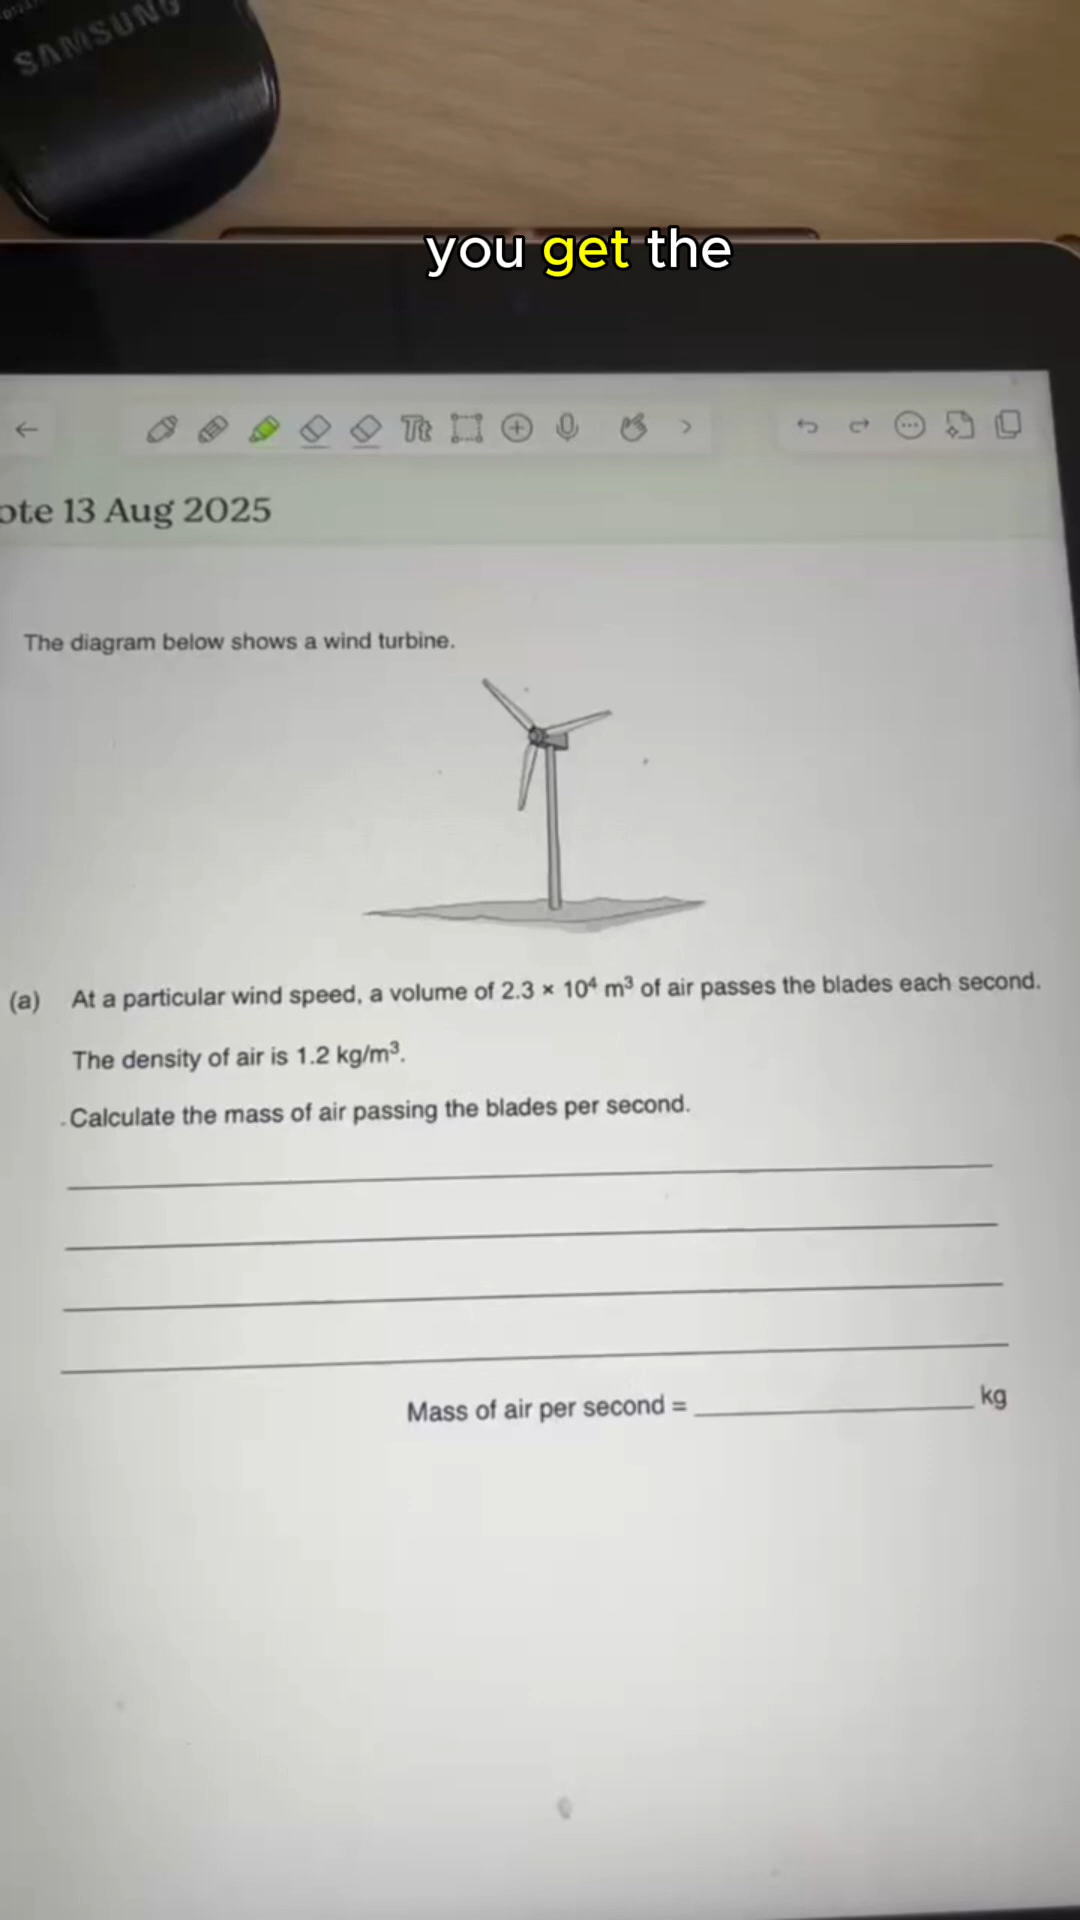 SAMSUNG
you get the
Tt
ote 13 Aug 2025
The diagram below shows a wind turbine.
(a) At a particular wind speed, a volume of 2.3 × 10⁴ m³ of air passes the blades each second.
The density of air is 1.2 kg/m³.
Calculate the mass of air passing the blades per second.
Mass of air per second = ____________ kg